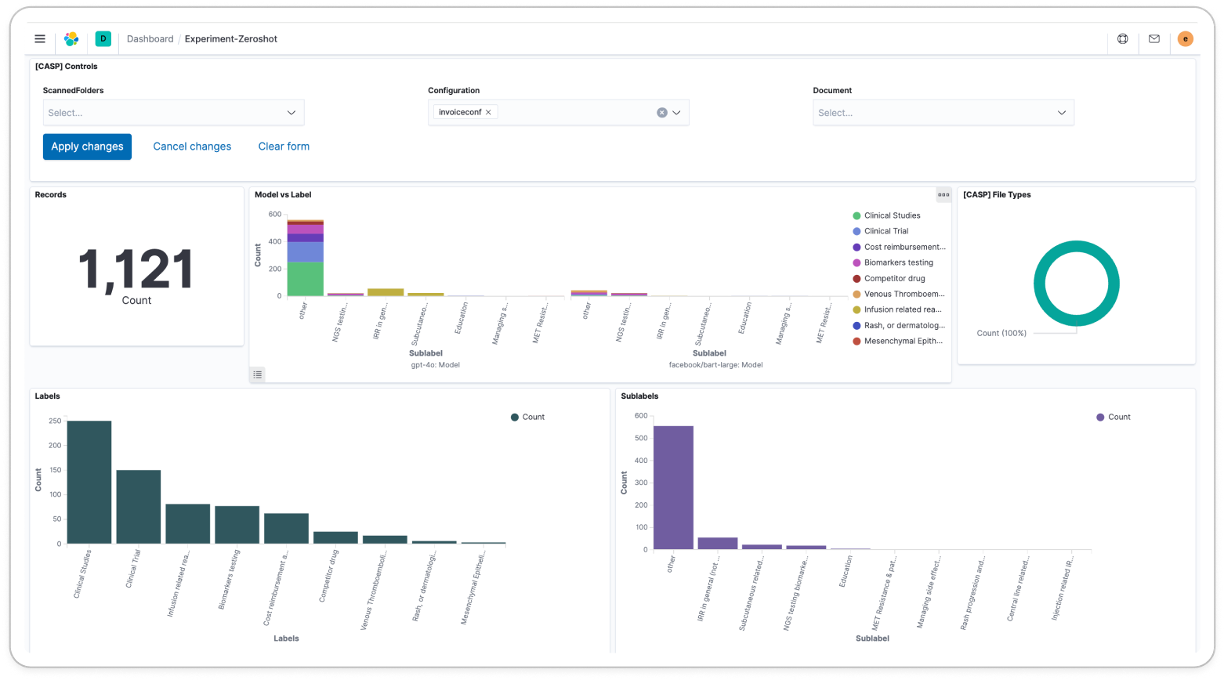 D Dashboard / Experiment-Zeroshot e
[CASP] Controls
ScannedFolders
Select...
Configuration
invoiceconf ×
Document
Select...
Apply changes Cancel changes Clear form
Records
1,121
Count
Model vs Label
600
400
200
0
Count
other
NGS testin...
IRR in gen...
Subcutaneo...
Education
Managing s...
MET Resist...
Sublabel
gpt-4o: Model
other
NGS testin...
IRR in gen...
Subcutaneo...
Education
Managing s...
MET Resist...
Sublabel
facebook/bart-large: Model
Clinical Studies
Clinical Trial
Cost reimbursement...
Biomarkers testing
Competitor drug
Venous Thromboem...
Infusion related rea...
Rash, or dermatolog...
Mesenchymal Epith...
[CASP] File Types
Count (100%)
Labels
250
200
150
100
50
0
Count
Clinical Studies
Clinical Trial
Infusion related rea...
Biomarkers testing
Cost reimbursement a...
Competitor drug
Venous Thromboemboli...
Rash, or dermatologi...
Mesenchymal Epitheli...
Labels
Count
Sublabels
600
500
400
300
200
100
0
Count
other
IRR in general (not ...
Subcutaneous related...
NGS testing biomarke...
Education
MET Resistance & pat...
Managing side effect...
Rash progression and...
Central line related...
Injection related IR...
Sublabel
Count